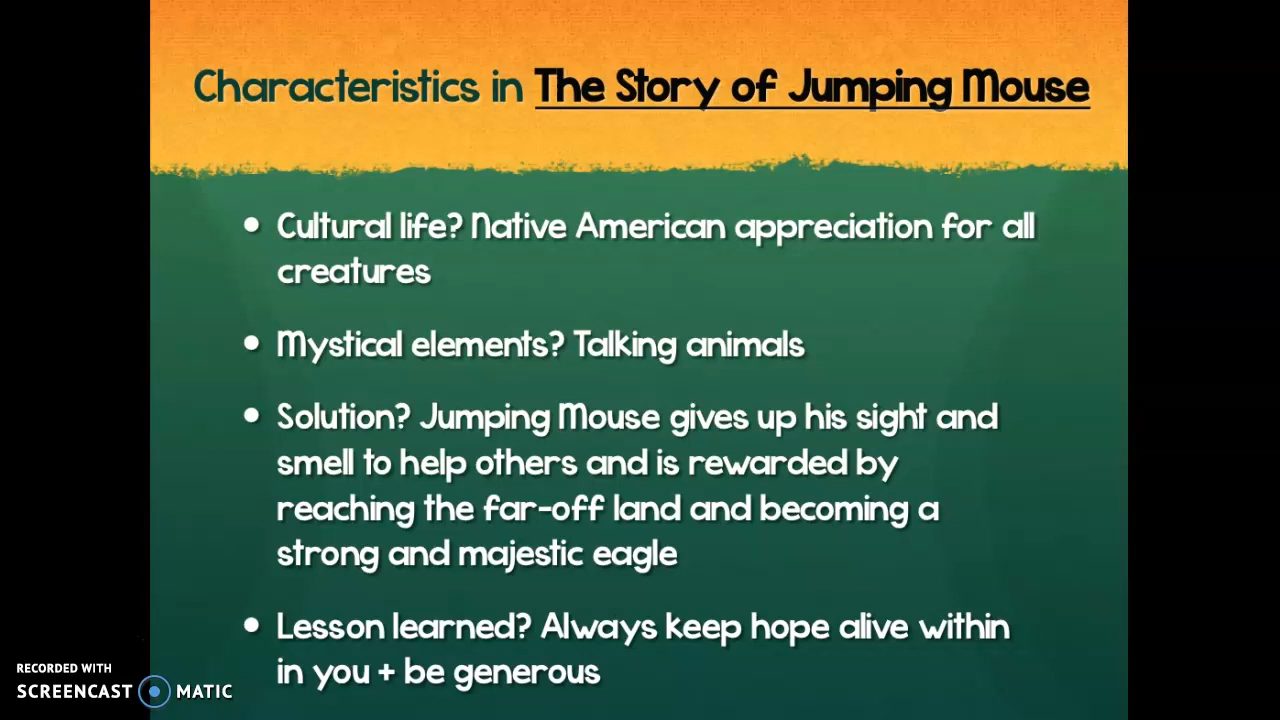 Characteristics in The Story of Jumping Mouse
• Cultural life? Native American appreciation for all
creatures
• Mystical elements? Talking animals
• Solution? Jumping Mouse gives up his sight and
smell to help others and is rewarded by
reaching the far-off land and becoming a
strong and majestic eagle
• Lesson learned? Always keep hope alive within
in you + be generous
RECORDED WITH
SCREENCAST MATIC